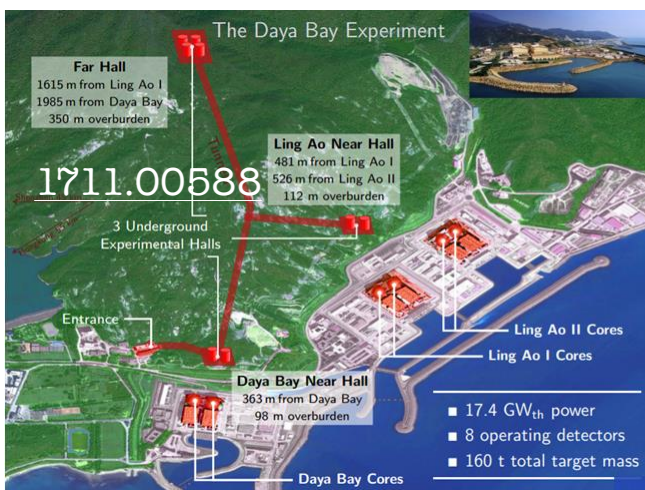 The Daya Bay Experiment
Far Hall
1615 m from Ling Ao I
1985 m from Daya Bay
350 m overburden
Ling Ao Near Hall
481 m from Ling Ao I
526 m from Ling Ao II
112 m overburden
1711.00588
3 Underground
Experimental Halls
Entrance
Ling Ao II Cores
Ling Ao I Cores
Daya Bay Near Hall
363 m from Daya Bay
98 m overburden
■ 17.4 GWth power
■ 8 operating detectors
■ 160 t total target mass
Daya Bay Cores